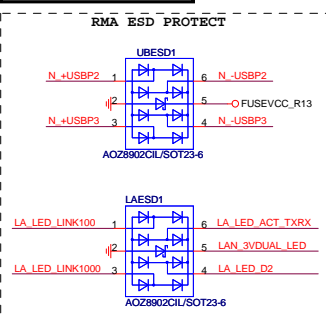 RMA ESD PROTECT
UBESD1
N_+USBP2 1 6 N_-USBP2
2 5 FUSEVCC_R13
N_+USBP3 3 4 N_-USBP3
AOZ8902CIL/SOT23-6
LAESD1
LA_LED_LINK100 1 6 LA_LED_ACT_TXRX
2 5 LAN_3VDUAL_LED
LA_LED_LINK1000 3 4 LA_LED_D2
AOZ8902CIL/SOT23-6